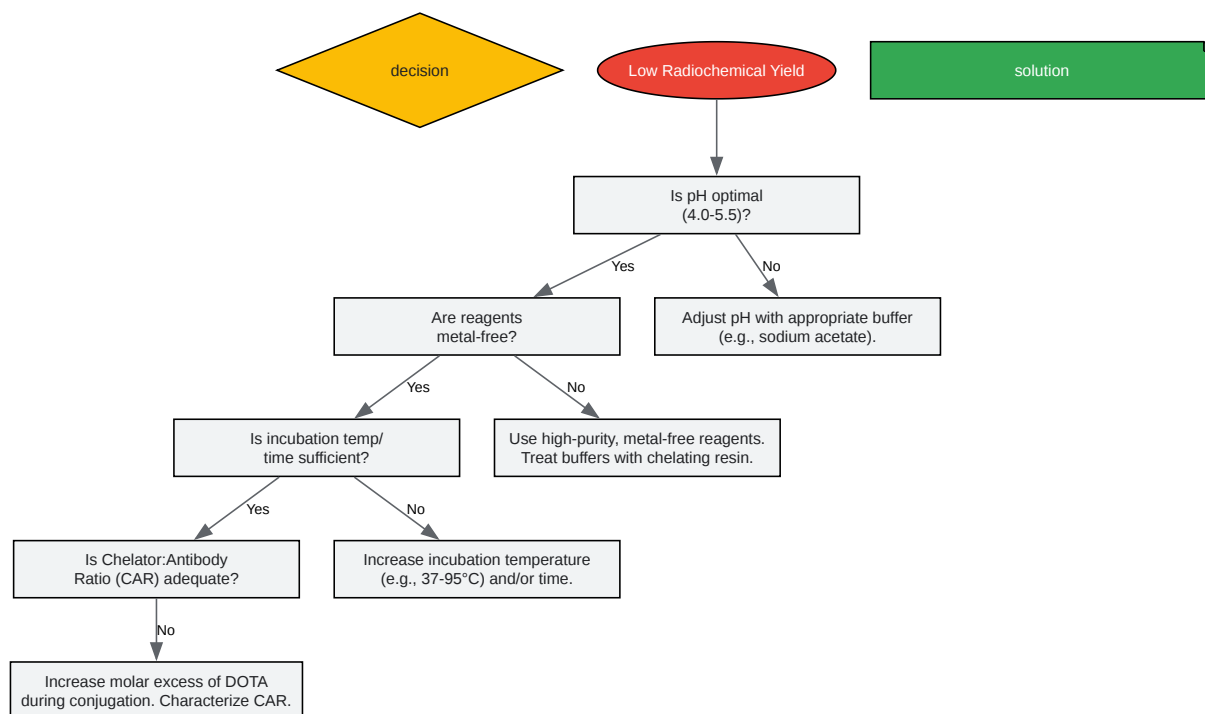 decision
Low Radiochemical Yield
solution
Is pH optimal
(4.0-5.5)?
Yes
No
Are reagents
metal-free?
Adjust pH with appropriate buffer
(e.g., sodium acetate).
Yes
No
Is incubation temp/
time sufficient?
Use high-purity, metal-free reagents.
Treat buffers with chelating resin.
Yes
No
Is Chelator:Antibody
Ratio (CAR) adequate?
Increase incubation temperature
(e.g., 37-95°C) and/or time.
No
Increase molar excess of DOTA
during conjugation. Characterize CAR.